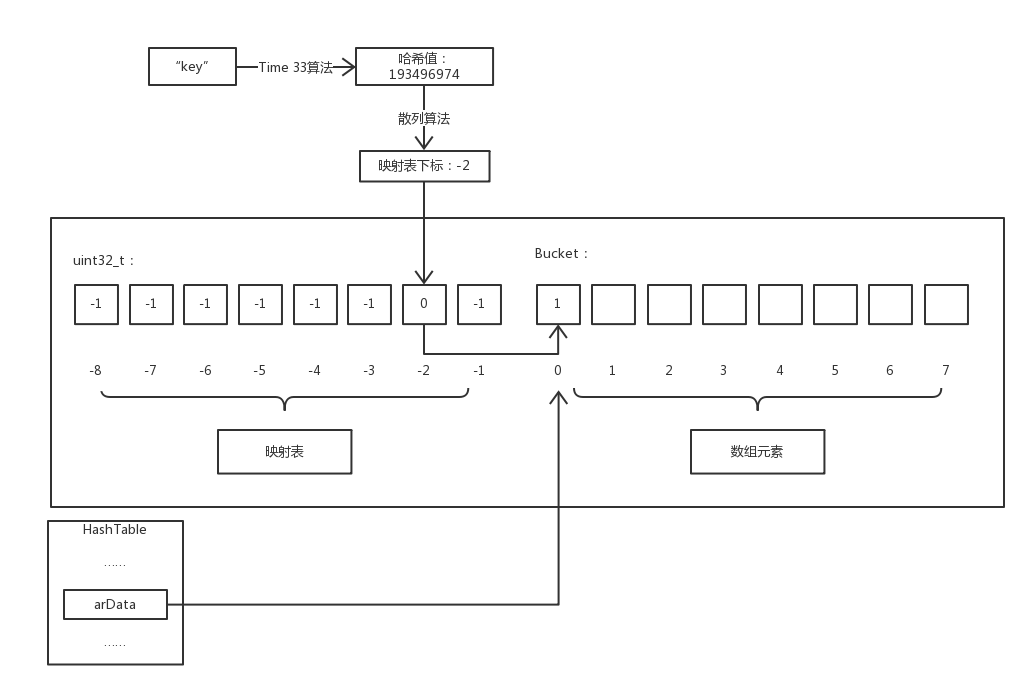 “key”
Time 33算法
哈希值：
193496974
散列算法
映射表下标：-2
uint32_t：
Bucket：
-1 -1 -1 -1 -1 -1 0 -1 1
-8 -7 -6 -5 -4 -3 -2 -1 0 1 2 3 4 5 6 7
映射表
数组元素
HashTable
……
arData
……